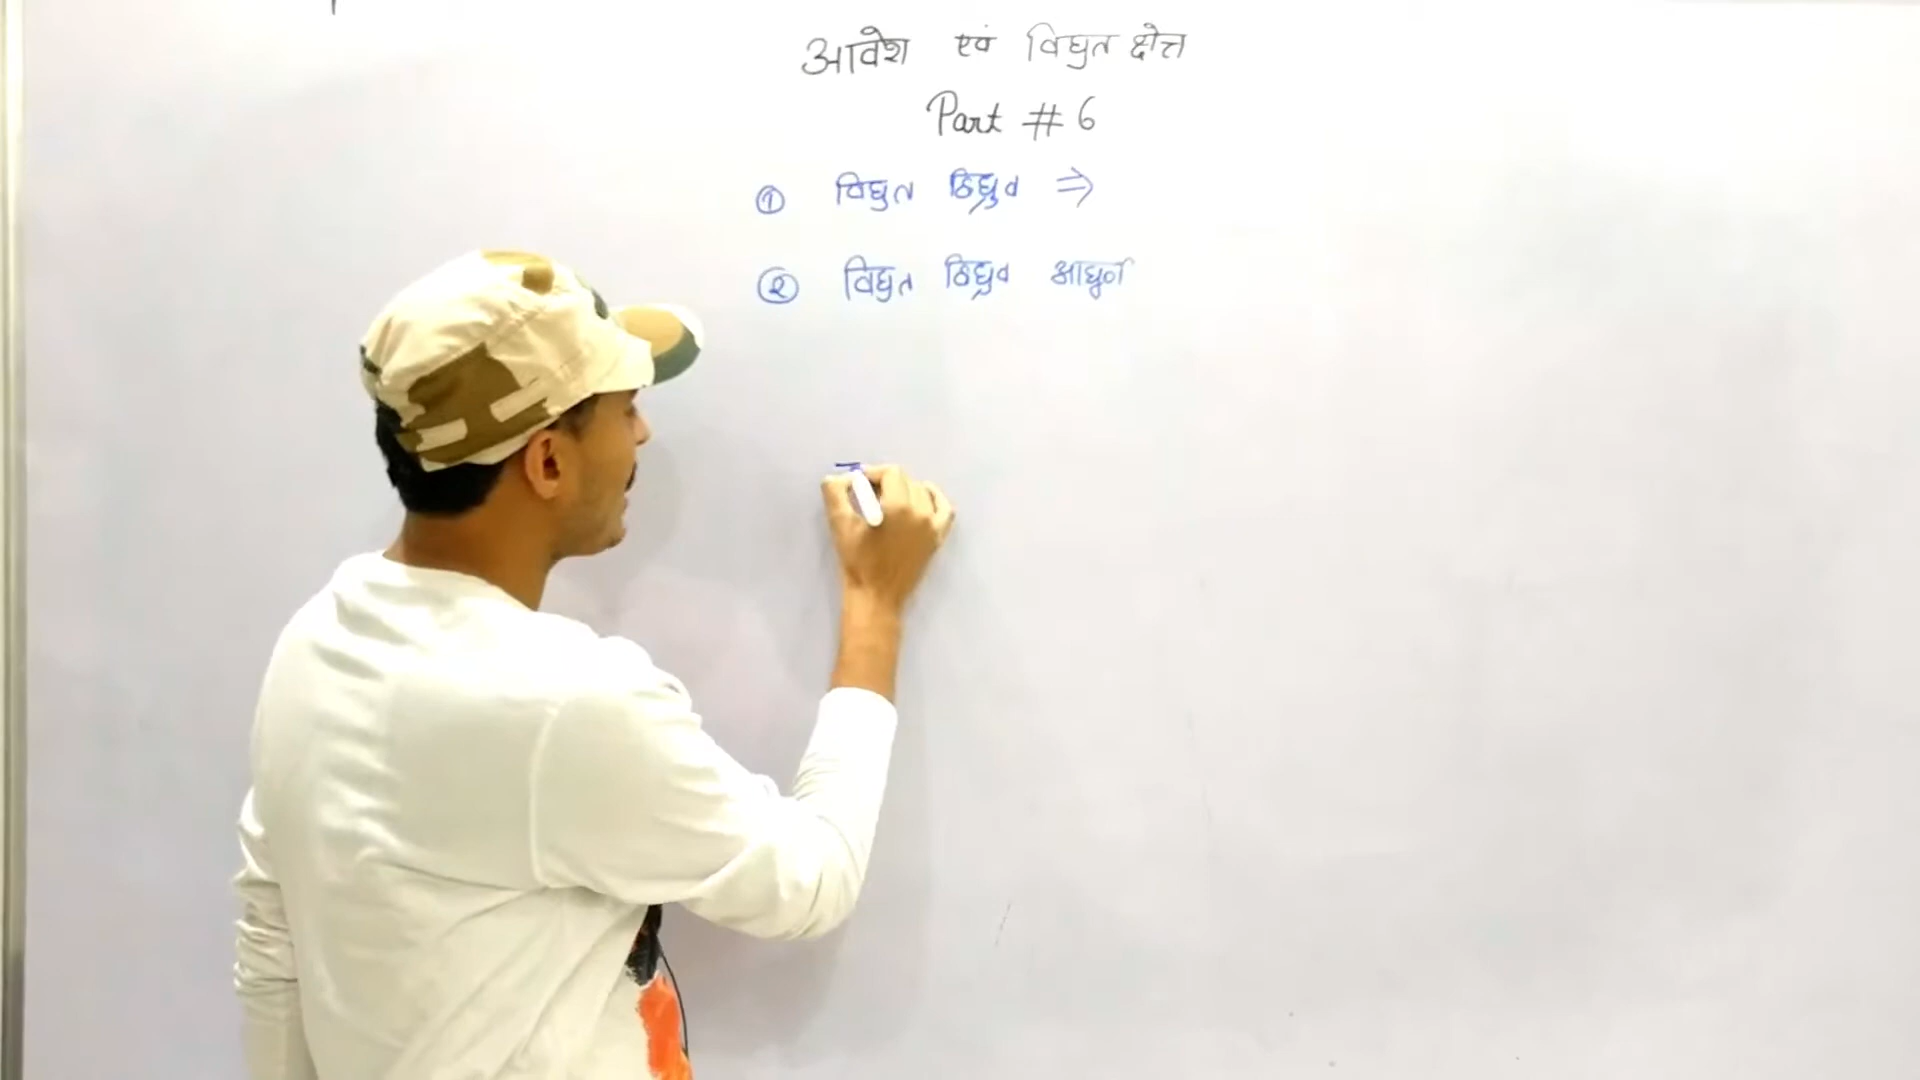 आवेश एवं विद्युत क्षेत्र
Part # 6
① विद्युत द्विध्रुव ⇒
② विद्युत द्विध्रुव आघूर्ण